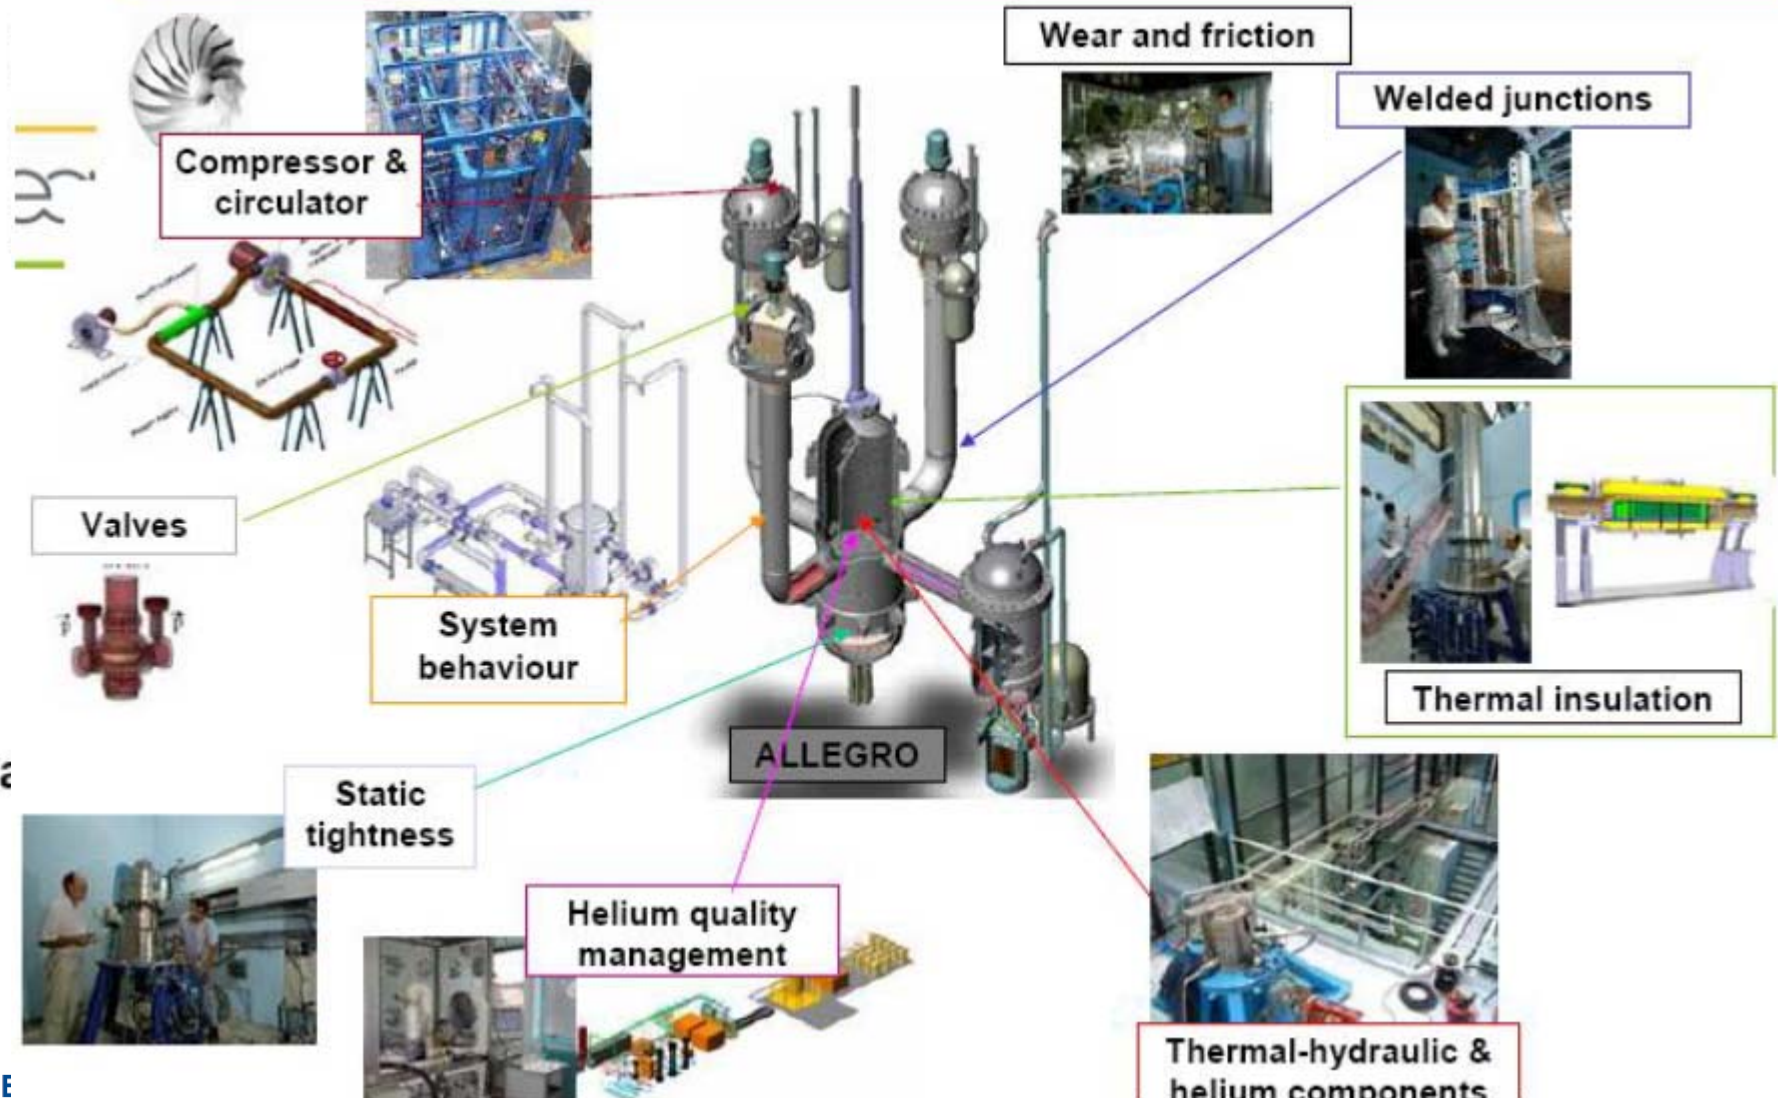 Wear and friction
Welded junctions
Compressor &
circulator
Valves
System
behaviour
Thermal insulation
ALLEGRO
Static
tightness
Helium quality
management
Thermal-hydraulic &
helium components